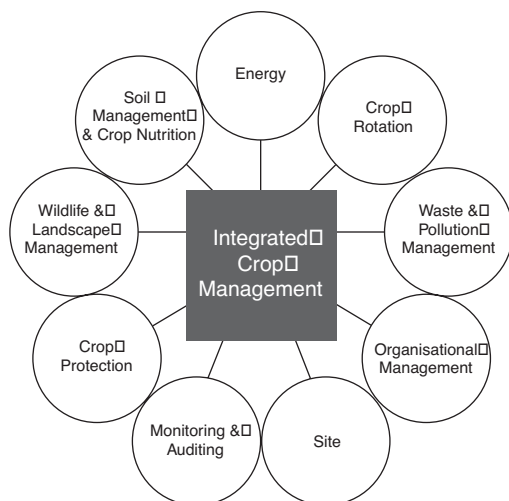 Energy
Crop
Rotation
Waste &
Pollution
Management
Organisational
Management
Site
Monitoring &
Auditing
Crop
Protection
Wildlife &
Landscape
Management
Soil
Management
& Crop Nutrition
Integrated
Crop
Management